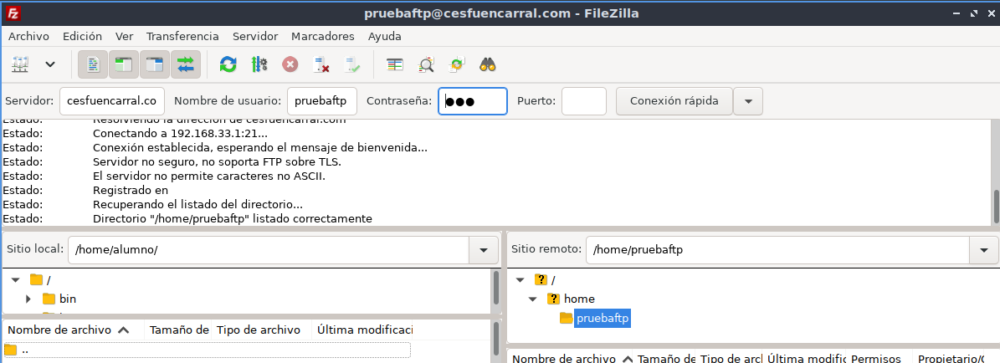 pruebaftp@cesfuencarral.com - FileZilla
Archivo Edición Ver Transferencia Servidor Marcadores Ayuda
Servidor: cesfuencarral.co Nombre de usuario: pruebaftp Contraseña: ●●● Puerto: Conexión rápida
Estado: Resolviendo la dirección de cesfuencarral.com
Estado: Conectando a 192.168.33.1:21...
Estado: Conexión establecida, esperando el mensaje de bienvenida...
Estado: Servidor no seguro, no soporta FTP sobre TLS.
Estado: El servidor no permite caracteres no ASCII.
Estado: Registrado en
Estado: Recuperando el listado del directorio...
Estado: Directorio "/home/pruebaftp" listado correctamente
Sitio local: /home/alumno/
/
bin
Nombre de archivo Tamaño de Tipo de archivo Última modificaci
..
Sitio remoto: /home/pruebaftp
/
home
pruebaftp
Nombre de archivo Tamaño de Tipo de arcl Última modific Permisos Propietario/G